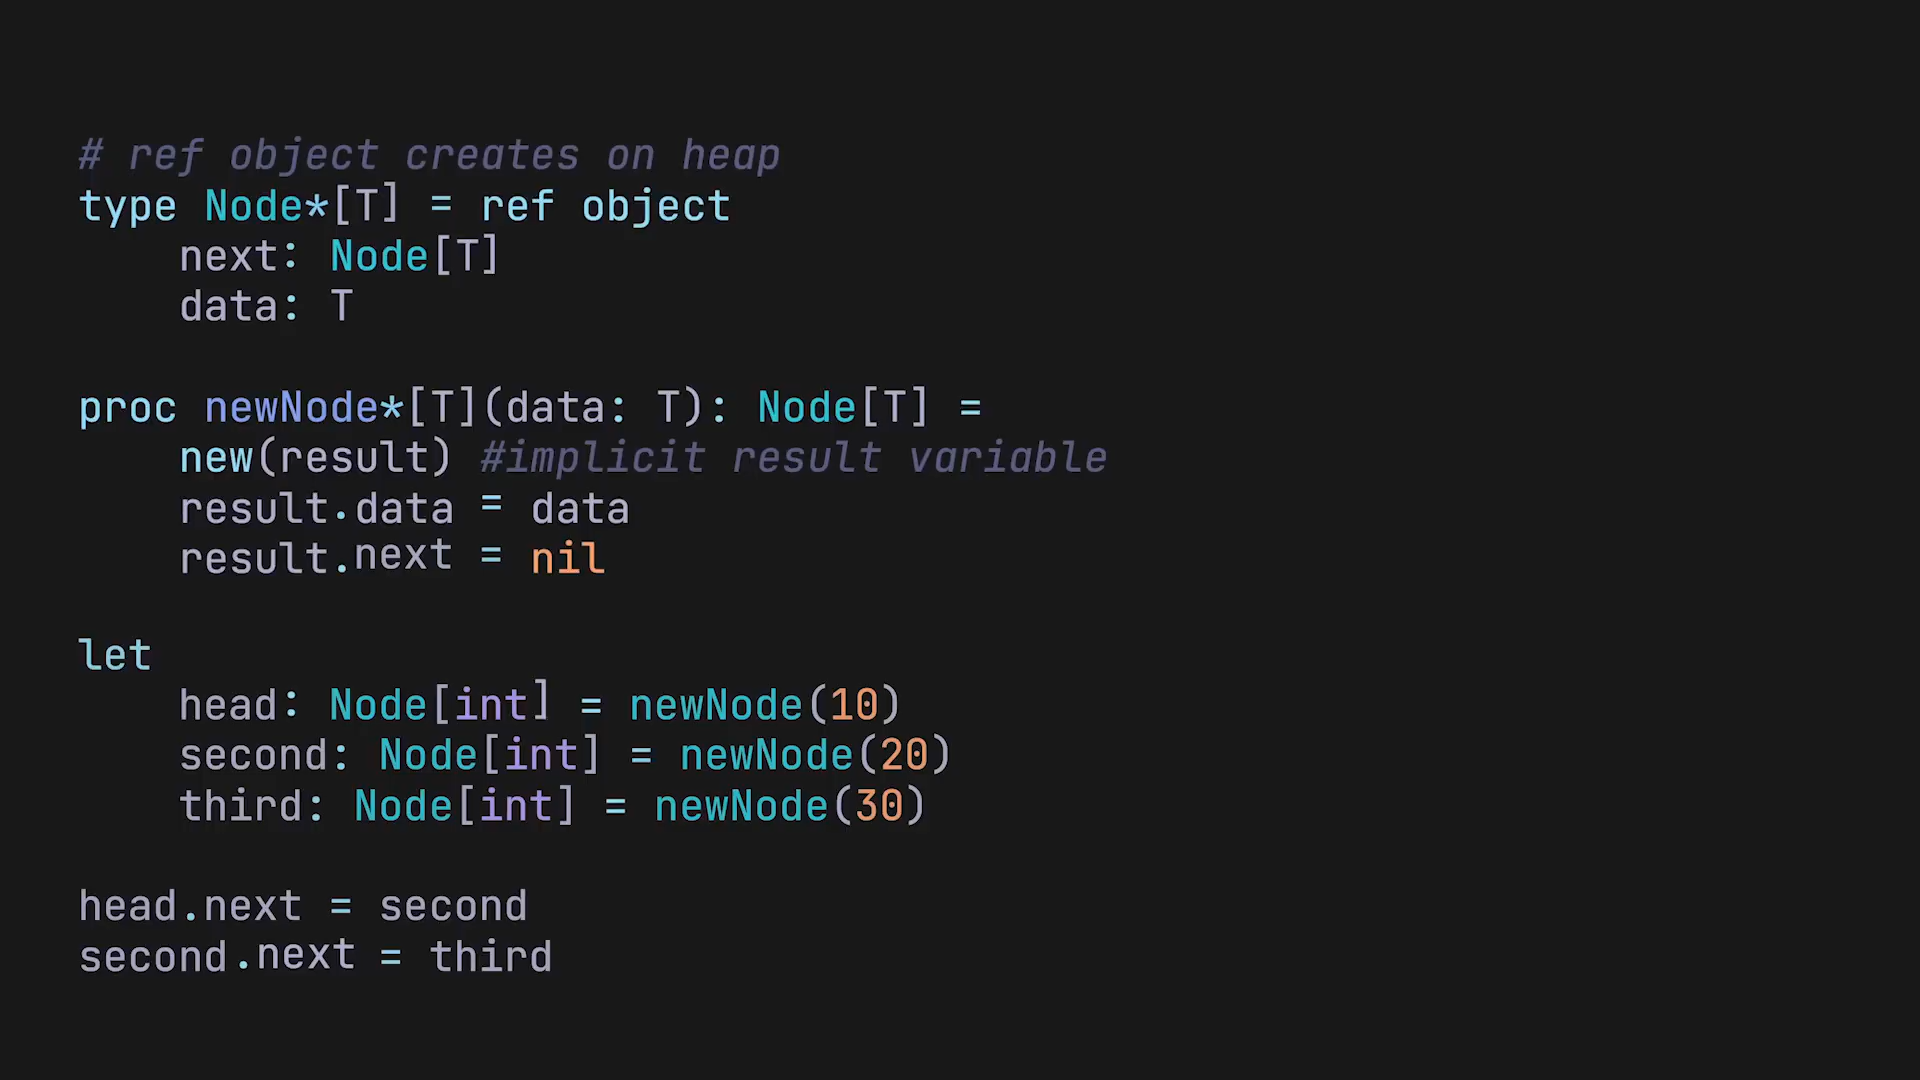 # ref object creates on heap
type Node*[T] = ref object
    next: Node[T]
    data: T

proc newNode*[T](data: T): Node[T] =
    new(result) #implicit result variable
    result.data = data
    result.next = nil

let
    head: Node[int] = newNode(10)
    second: Node[int] = newNode(20)
    third: Node[int] = newNode(30)

head.next = second
second.next = third